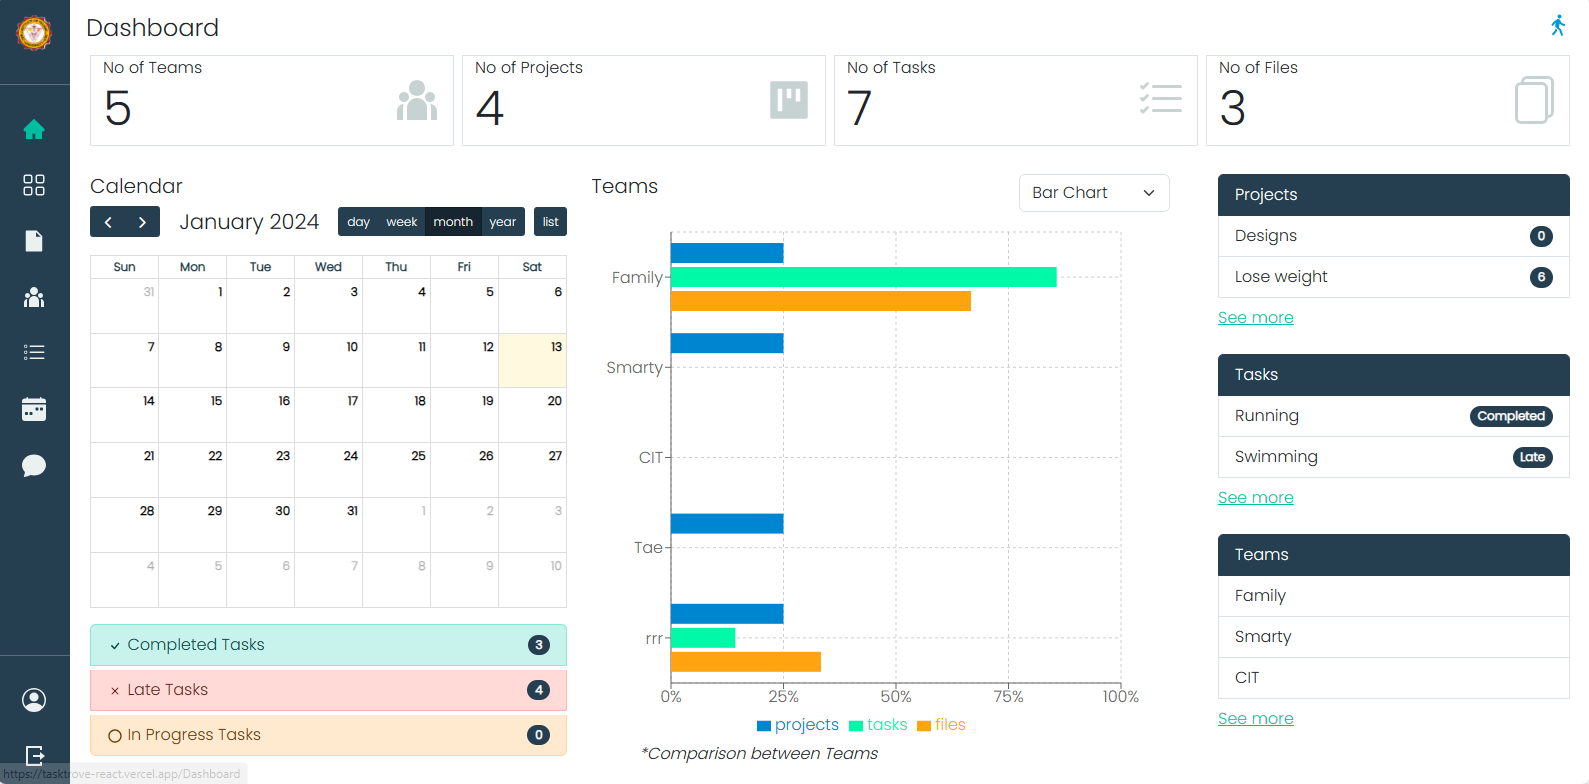 Dashboard
No of Teams
5
No of Projects
4
No of Tasks
7
No of Files
3
Calendar
January 2024
day week month year list
Sun Mon Tue Wed Thu Fri Sat
31 1 2 3 4 5 6
7 8 9 10 11 12 13
14 15 16 17 18 19 20
21 22 23 24 25 26 27
28 29 30 31 1 2 3
4 5 6 7 8 9 10
Completed Tasks 3
Late Tasks 4
In Progress Tasks 0
Teams
Bar Chart
Family
Smarty
CIT
Tae
rrr
0% 25% 50% 75% 100%
projects tasks files
*Comparison between Teams
Projects
Designs 0
Lose weight 6
See more
Tasks
Running Completed
Swimming Late
See more
Teams
Family
Smarty
CIT
See more
https://tasktrove-react.vercel.app/Dashboard